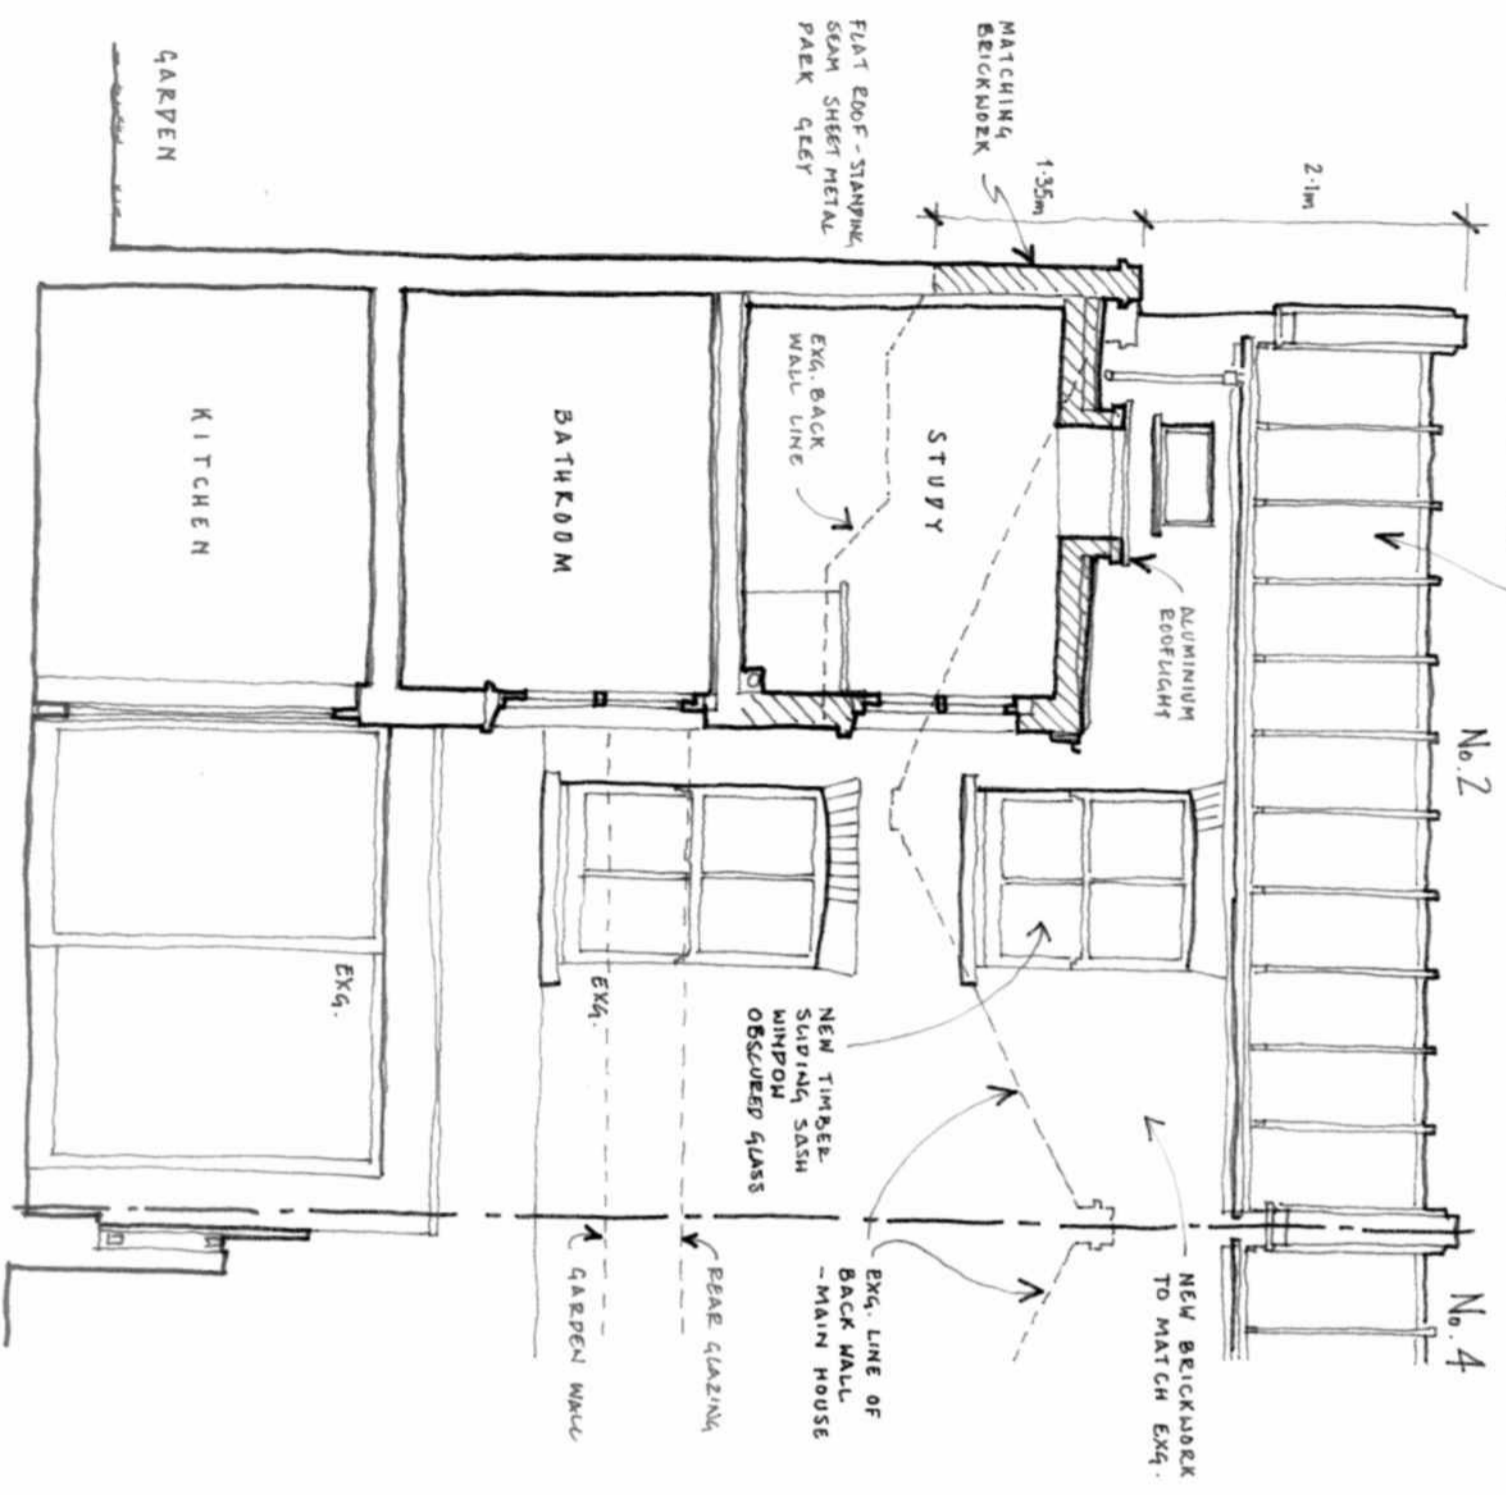 No.2
No.4
2·1m
1·35m
MATCHING
BRICKWORK
FLAT ROOF - STANDING
SEAM SHEET METAL
PARK GREY
ALUMINIUM
ROOFLIGHT
NEW BRICKWORK
TO MATCH EXG.
STUDY
EXG. BACK
WALL LINE
NEW TIMBER
SLIDING SASH
WINDOW
OBSCURED GLASS
EXG. LINE OF
BACK WALL
- MAIN HOUSE
BATHROOM
EXG.
REAR GLAZING
GARDEN WALL
KITCHEN
EXG.
GARDEN